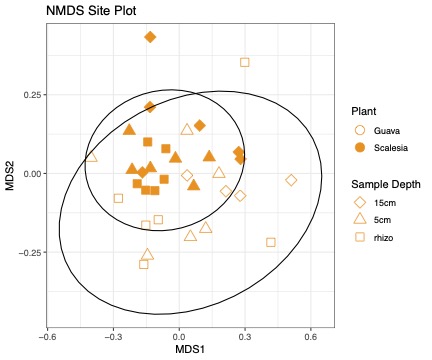 NMDS Site Plot
MDS2
0.25
0.00
−0.25
−0.6
−0.3
0.0
0.3
0.6
MDS1
Plant
Guava
Scalesia
Sample Depth
15cm
5cm
rhizo